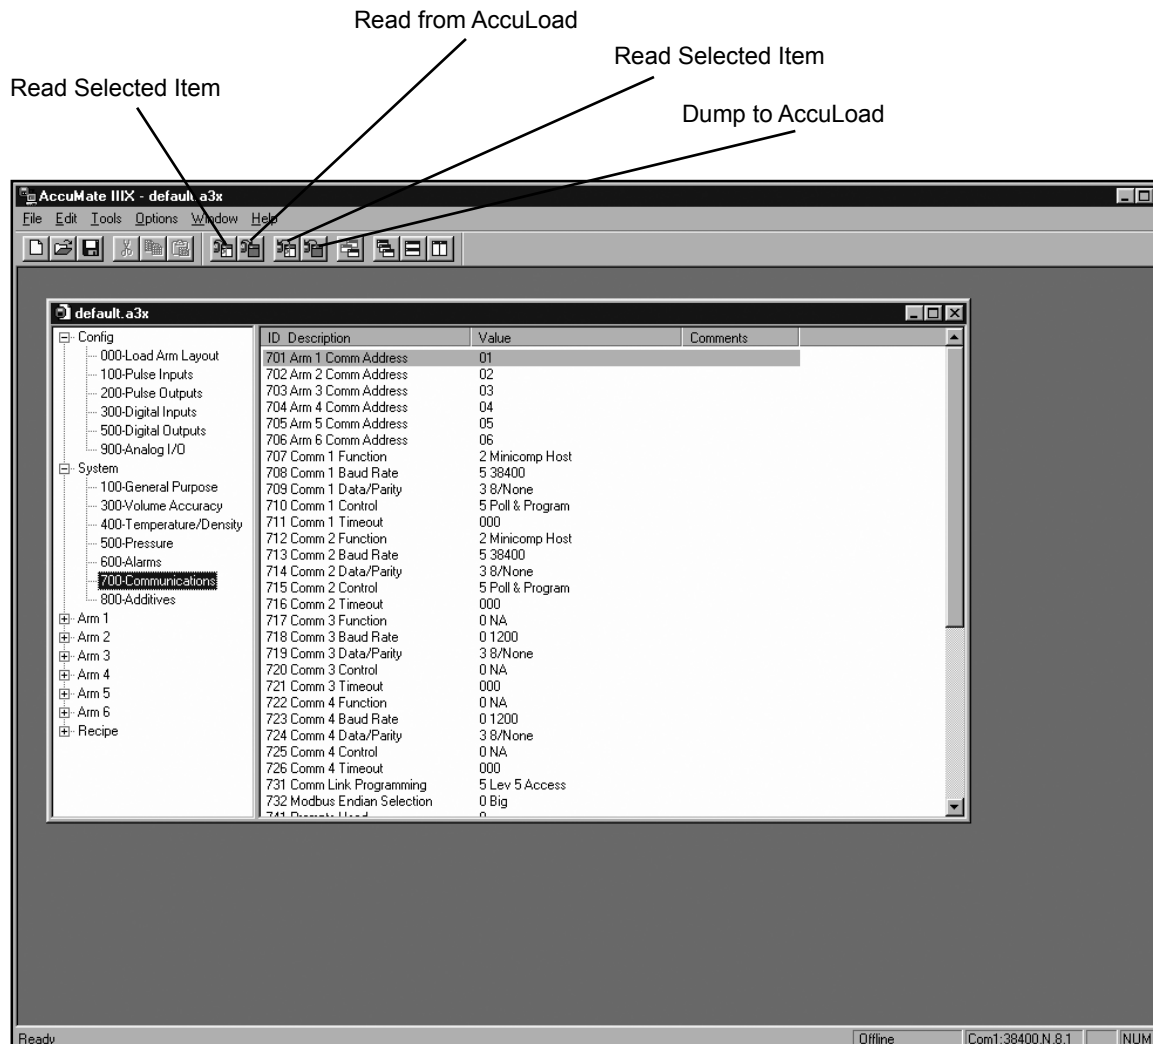 Read from AccuLoad
Read Selected Item
Read Selected Item
Dump to AccuLoad
AccuMate IIIX - default.a3x
File Edit Tools Options Window Help
default.a3x
Config
000-Load Arm Layout
100-Pulse Inputs
200-Pulse Outputs
300-Digital Inputs
500-Digital Outputs
900-Analog I/O
System
100-General Purpose
300-Volume Accuracy
400-Temperature/Density
500-Pressure
600-Alarms
700-Communications
800-Additives
Arm 1
Arm 2
Arm 3
Arm 4
Arm 5
Arm 6
Recipe
ID Description Value Comments
701 Arm 1 Comm Address 01
702 Arm 2 Comm Address 02
703 Arm 3 Comm Address 03
704 Arm 4 Comm Address 04
705 Arm 5 Comm Address 05
706 Arm 6 Comm Address 06
707 Comm 1 Function 2 Minicomp Host
708 Comm 1 Baud Rate 5 38400
709 Comm 1 Data/Parity 3 8/None
710 Comm 1 Control 5 Poll & Program
711 Comm 1 Timeout 000
712 Comm 2 Function 2 Minicomp Host
713 Comm 2 Baud Rate 5 38400
714 Comm 2 Data/Parity 3 8/None
715 Comm 2 Control 5 Poll & Program
716 Comm 2 Timeout 000
717 Comm 3 Function 0 NA
718 Comm 3 Baud Rate 0 1200
719 Comm 3 Data/Parity 3 8/None
720 Comm 3 Control 0 NA
721 Comm 3 Timeout 000
722 Comm 4 Function 0 NA
723 Comm 4 Baud Rate 0 1200
724 Comm 4 Data/Parity 3 8/None
725 Comm 4 Control 0 NA
726 Comm 4 Timeout 000
731 Comm Link Programming 5 Lev 5 Access
732 Modbus Endian Selection 0 Big
Ready Offline Com1:38400,N,8,1 NUM